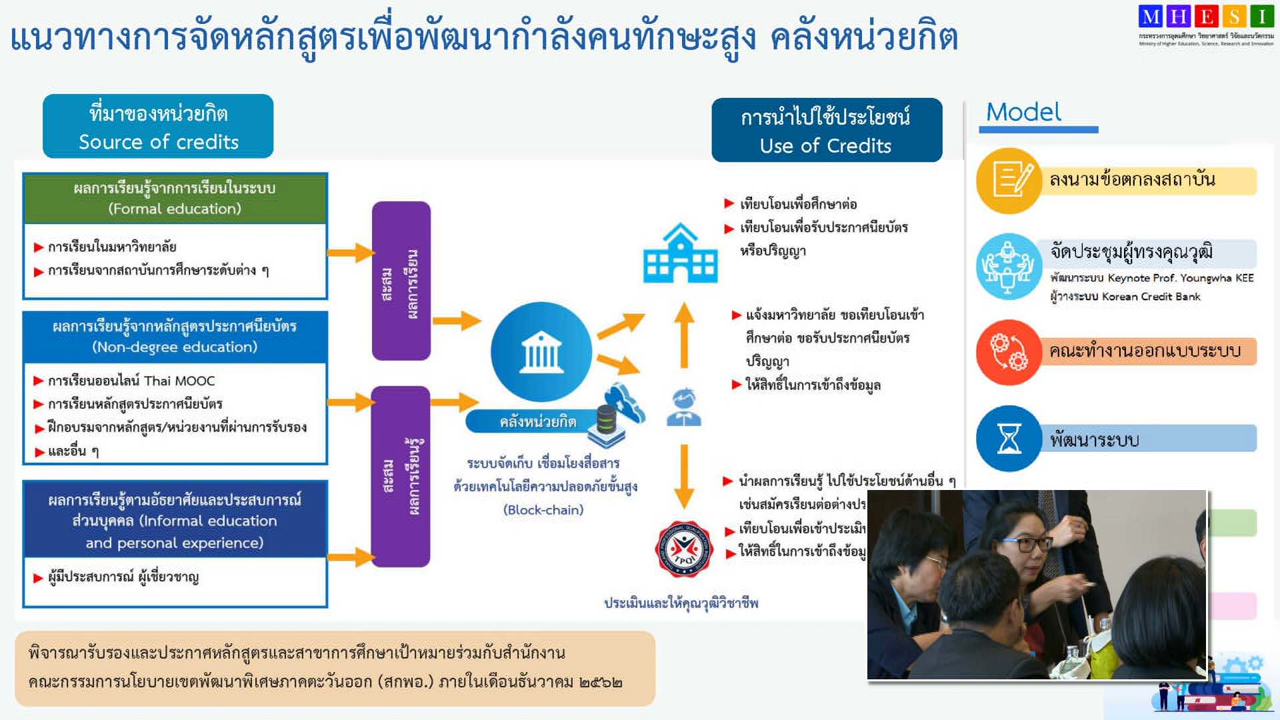 แนวทางการจัดหลักสูตรเพื่อพัฒนากำลังคนทักษะสูง คลังหน่วยกิต
MHESI
กระทรวงการอุดมศึกษา วิทยาศาสตร์ วิจัยและนวัตกรรม
Ministry of Higher Education, Science, Research and Innovation
ที่มาของหน่วยกิต
Source of credits
ผลการเรียนรู้จากการเรียนในระบบ
(Formal education)
การเรียนในมหาวิทยาลัย
การเรียนจากสถาบันการศึกษาระดับต่าง ๆ
ผลการเรียนรู้จากหลักสูตรประกาศนียบัตร
(Non-degree education)
การเรียนออนไลน์ Thai MOOC
การเรียนหลักสูตรประกาศนียบัตร
ฝึกอบรมจากหลักสูตร/หน่วยงานที่ผ่านการรับรอง
และอื่น ๆ
ผลการเรียนรู้ตามอัธยาศัยและประสบการณ์
ส่วนบุคคล (Informal education
and personal experience)
ผู้มีประสบการณ์ ผู้เชี่ยวชาญ
สะสม
ผลการเรียน
สะสม
ผลการเรียนรู้
คลังหน่วยกิต
ระบบจัดเก็บ เชื่อมโยงสื่อสาร
ด้วยเทคโนโลยีความปลอดภัยขั้นสูง
(Block-chain)
การนำไปใช้ประโยชน์
Use of Credits
เทียบโอนเพื่อศึกษาต่อ
เทียบโอนเพื่อรับประกาศนียบัตร
หรือปริญญา
แจ้งมหาวิทยาลัย ขอเทียบโอนเข้า
ศึกษาต่อ ขอรับประกาศนียบัตร
ปริญญา
ให้สิทธิ์ในการเข้าถึงข้อมูล
นำผลการเรียนรู้ ไปใช้ประโยชน์ด้านอื่น ๆ
เช่นสมัครเรียนต่อต่างประ
เทียบโอนเพื่อเข้าประเมิน
ให้สิทธิ์ในการเข้าถึงข้อมู
TPQI
ประเมินและให้คุณวุฒิวิชาชีพ
Model
ลงนามข้อตกลงสถาบัน
จัดประชุมผู้ทรงคุณวุฒิ
พัฒนาระบบ Keynote Prof. Youngwha KEE
ผู้วางระบบ Korean Credit Bank
คณะทำงานออกแบบระบบ
พัฒนาระบบ
พิจารณารับรองและประกาศหลักสูตรและสาขาการศึกษาเป้าหมายร่วมกับสำนักงาน
คณะกรรมการนโยบายเขตพัฒนาพิเศษภาคตะวันออก (สกพอ.) ภายในเดือนธันวาคม ๒๕๖๒